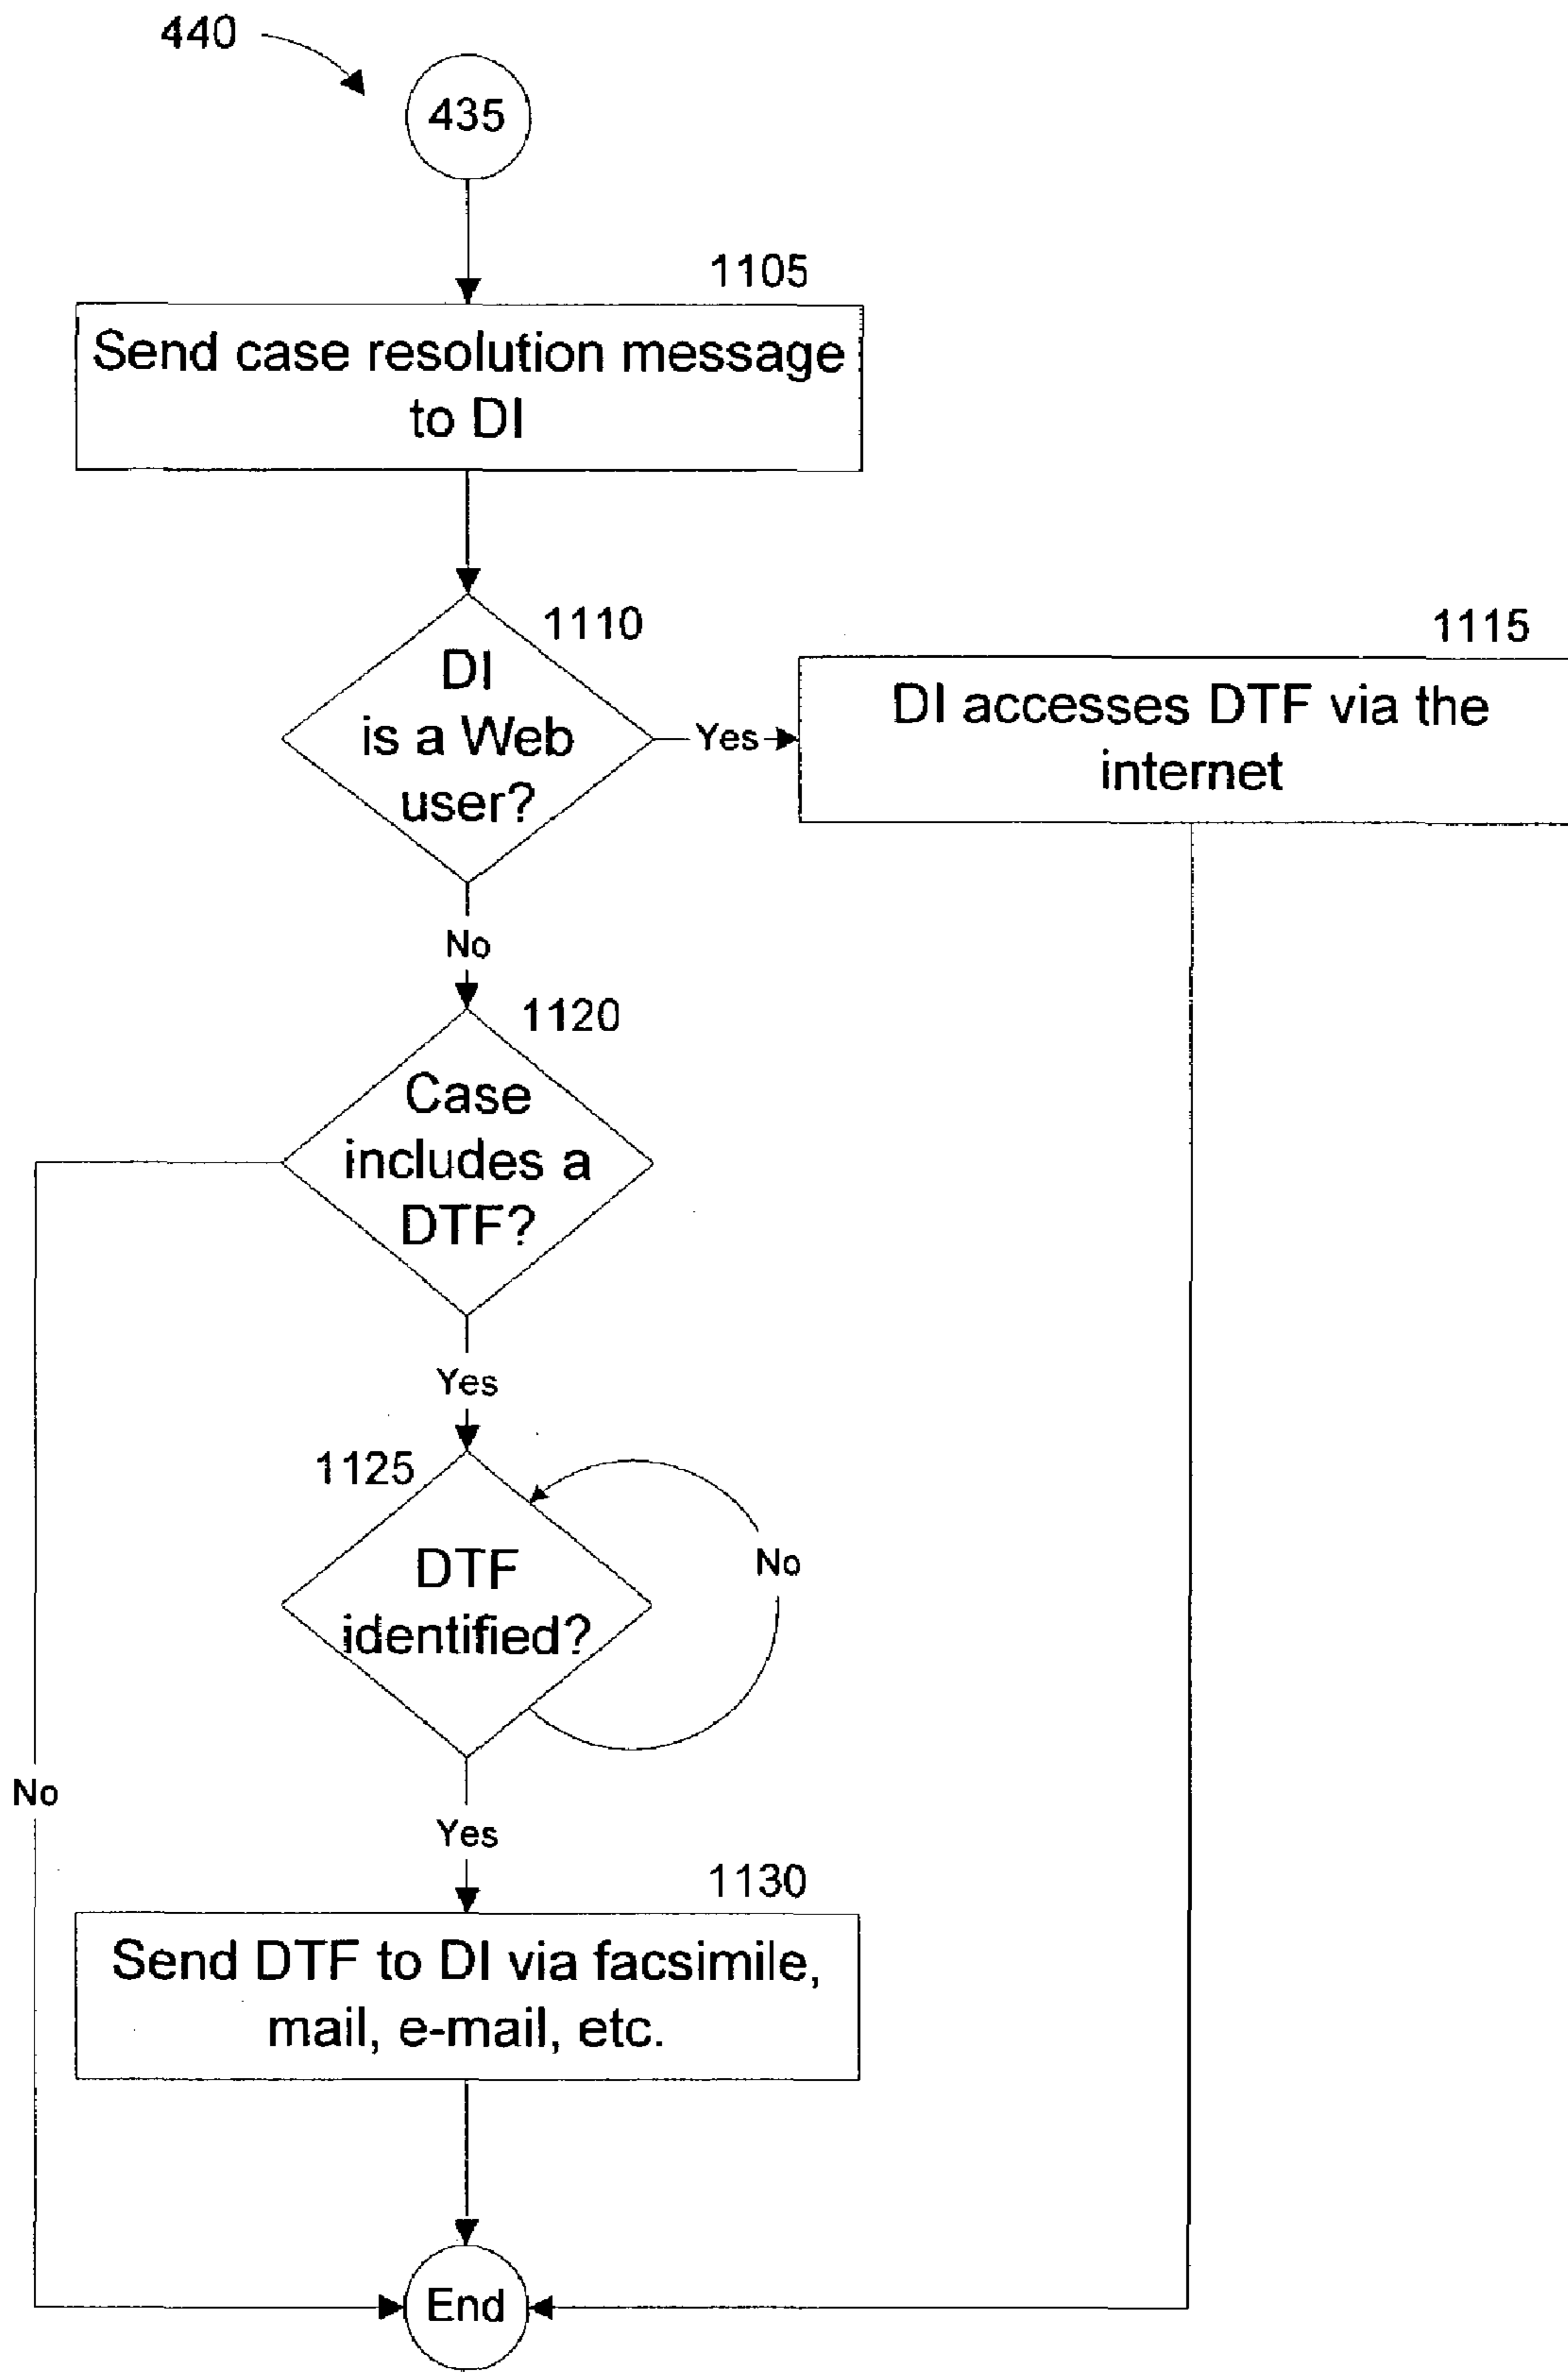 440
435
1105
Send case resolution message
to DI
1110
DI
is a Web
user?
Yes
1115
DI accesses DTF via the
internet
No
1120
Case
includes a
DTF?
Yes
1125
DTF
identified?
No
No
Yes
1130
Send DTF to DI via facsimile,
mail, e-mail, etc.
End